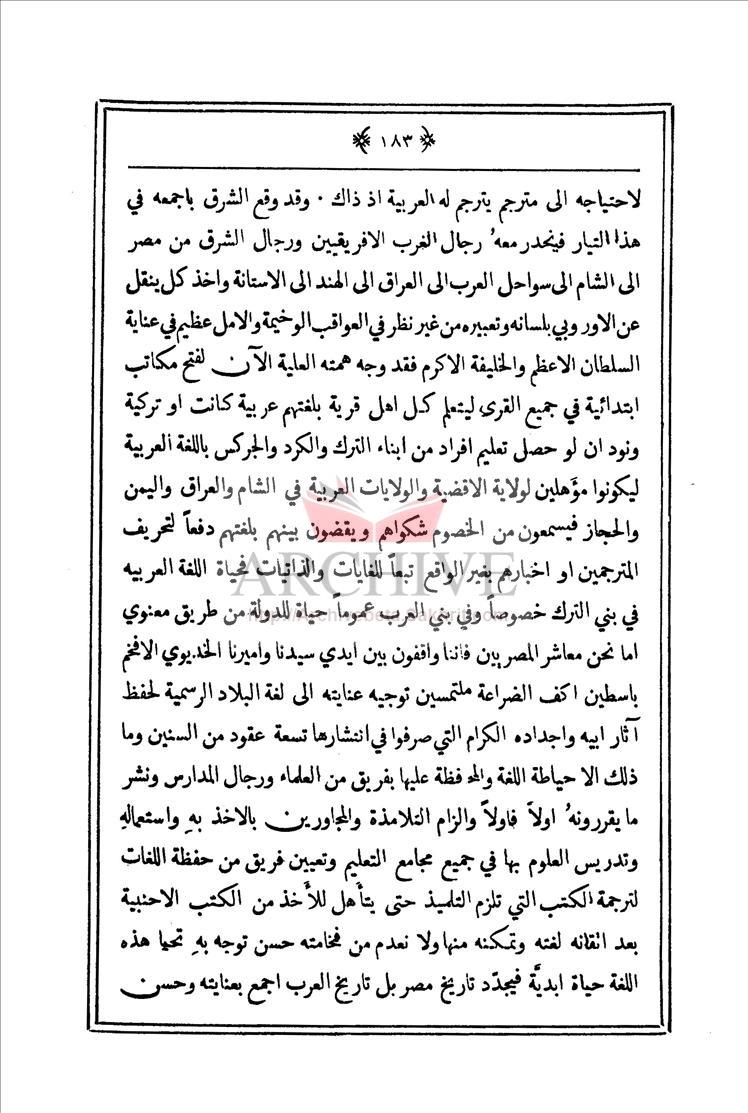 ١٨٣
لاحتياجه الى مترجم يترجم له العربية اذ ذاك . وقد وقع الشرق باجمعه في
هذا التيار فينحدر معه' رجال الغرب الافريقيين ورجال الشرق من مصر
الى الشام الى سواحل العرب الى العراق الى الهند الى الاستانة واخذ كل ينقل
عن الاوروبي بلسانه وتعبيره من غير نظر في العواقب الوخيمة والامل عظيم في عناية
السلطان الاعظم والخليفة الاكرم فقد وجه همته العلية الآن لفتح مكاتب
ابتدائية في جميع القرى ليتعلم كل اهل قرية بلغتهم عربية كانت او تركية
ونود ان لو حصل تعليم افراد من ابناء الترك والكرد والجركس باللغة العربية
ليكونوا مؤهلين لولاية الاقضية والولايات العربية في الشام والعراق واليمن
والحجاز فيسمعون من الخصوم شكواهم ويقضون بينهم بلغتهم دفعاً لتحريف
المترجمين او اخبارهم بغير الواقع تبعاً للغايات والذاتيات فحياة اللغة العربيه
في بني الترك خصوصاً وفي بني العرب عموماً حياة للدولة من طريق معنوي
اما نحن معاشر المصريين فاننا واقفون بين ايدي سيدنا واميرنا الخديوي الافخم
باسطين اكف الضراعة ملتمسين توجيه عنايته الى لغة البلاد الرسمية لحفظ
آثار ابيه واجداده الكرام التي صرفوا في انتشارها تسعة عقود من السنين وما
ذلك الا حياطة اللغة والمحافظة عليها بفريق من العلماء ورجال المدارس ونشر
ما يقررونه' اولاً فاولاً والزام التلامذة والمجاورين بالاخذ بهِ واستعمالهِ
وتدريس العلوم بها في جميع مجامع التعليم وتعيين فريق من حفظة اللغات
لترجمة الكتب التي تلزم التلميذ حتى يتأهل للأخذ من الكتب الاجنبية
بعد اتقانه لغته وتمكنه منها ولا نعدم من فخامته حسن توجه بهِ تحيا هذه
اللغة حياة ابديَّة فيجدّد تاريخ مصر بل تاريخ العرب اجمع بعنايته وحسن
ARCHIVE